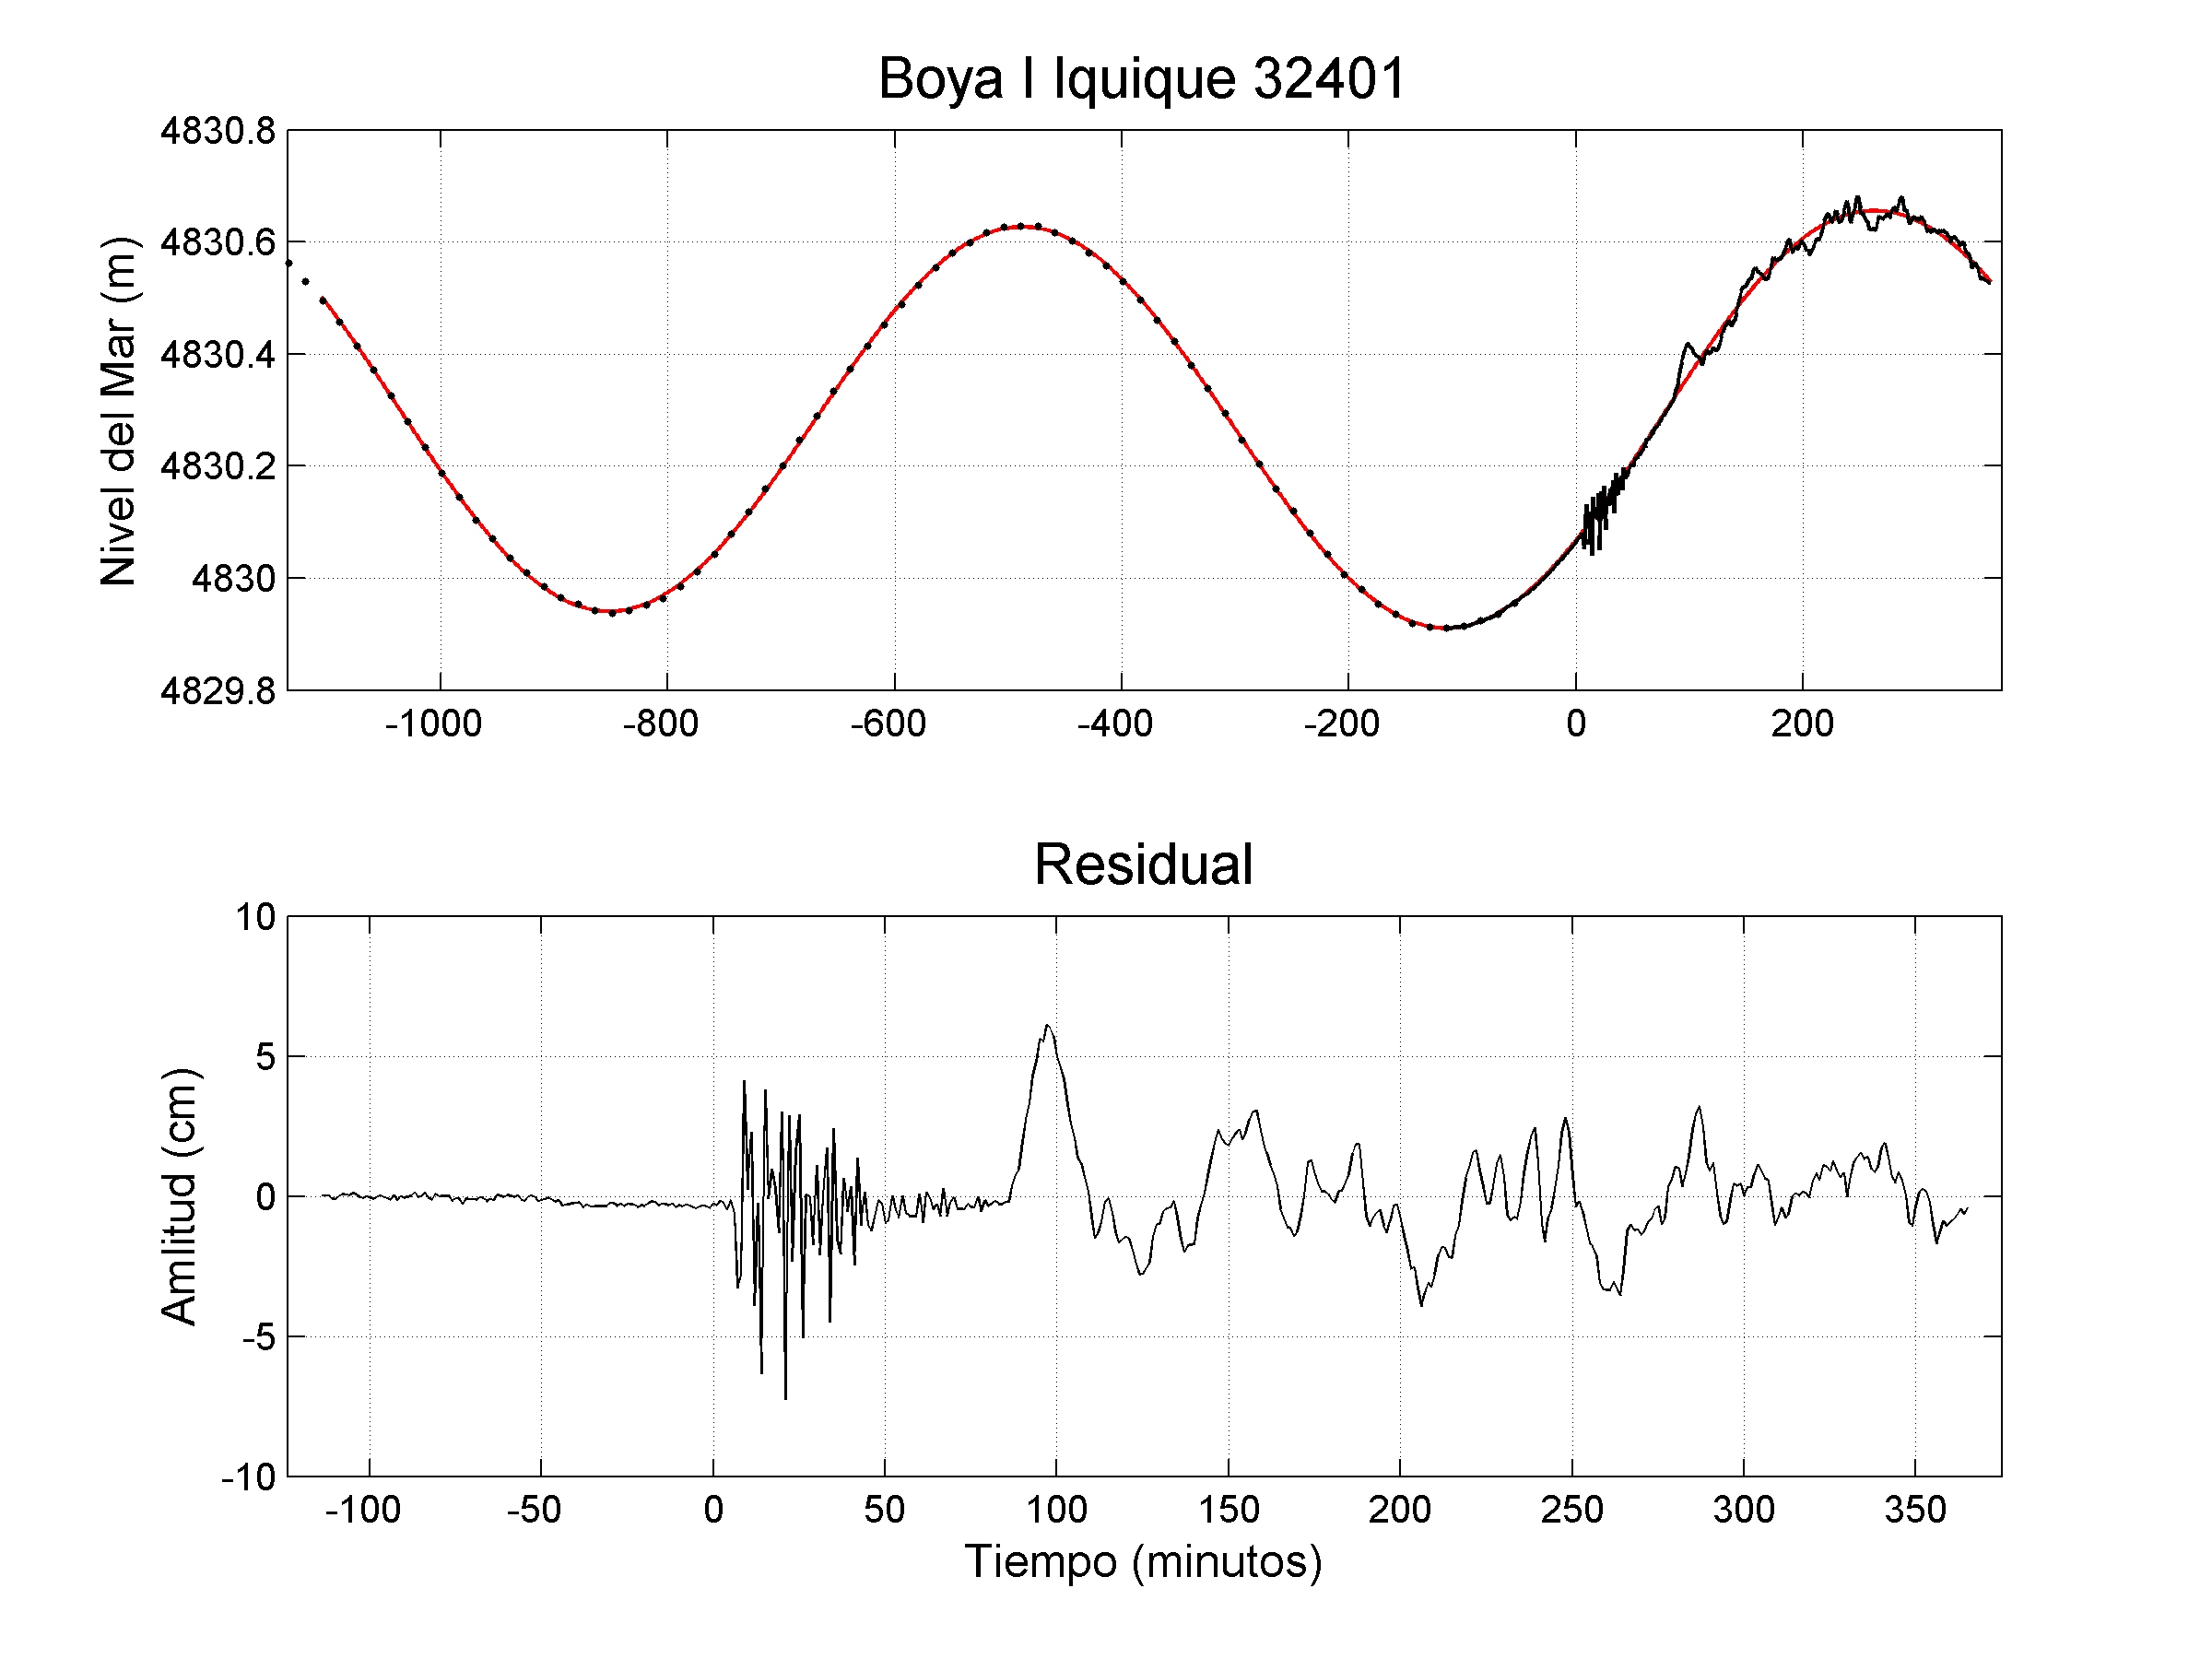 Boya I Iquique 32401
4830.8
4830.6
4830.4
4830.2
4830
4829.8
Nivel del Mar (m)
-1000 -800 -600 -400 -200 0 200
Residual
10
5
0
-5
-10
Amlitud (cm)
-100 -50 0 50 100 150 200 250 300 350
Tiempo (minutos)